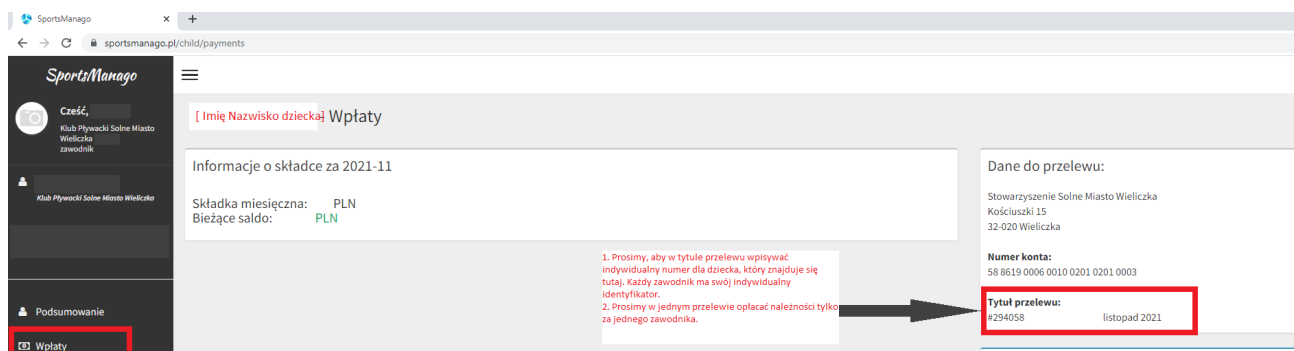 SportsManago
sportsmanago.pl/child/payments
SportsManago
Cześć,
Klub Pływacki Solne Miasto
Wieliczka
zawodnik
Klub Pływacki Solne Miasto Wieliczka
Podsumowanie
Wpłaty
[ Imię Nazwisko dziecka] Wpłaty
Informacje o składce za 2021-11
Składka miesięczna: PLN
Bieżące saldo: PLN
1. Prosimy, aby w tytule przelewu wpisywać
indywidualny numer dla dziecka, który znajduje się
tutaj. Każdy zawodnik ma swój indywidualny
identyfikator.
2. Prosimy w jednym przelewie opłacać należności tylko
za jednego zawodnika.
Dane do przelewu:
Stowarzyszenie Solne Miasto Wieliczka
Kościuszki 15
32-020 Wieliczka
Numer konta:
58 8619 0006 0010 0201 0201 0003
Tytuł przelewu:
#294058 listopad 2021